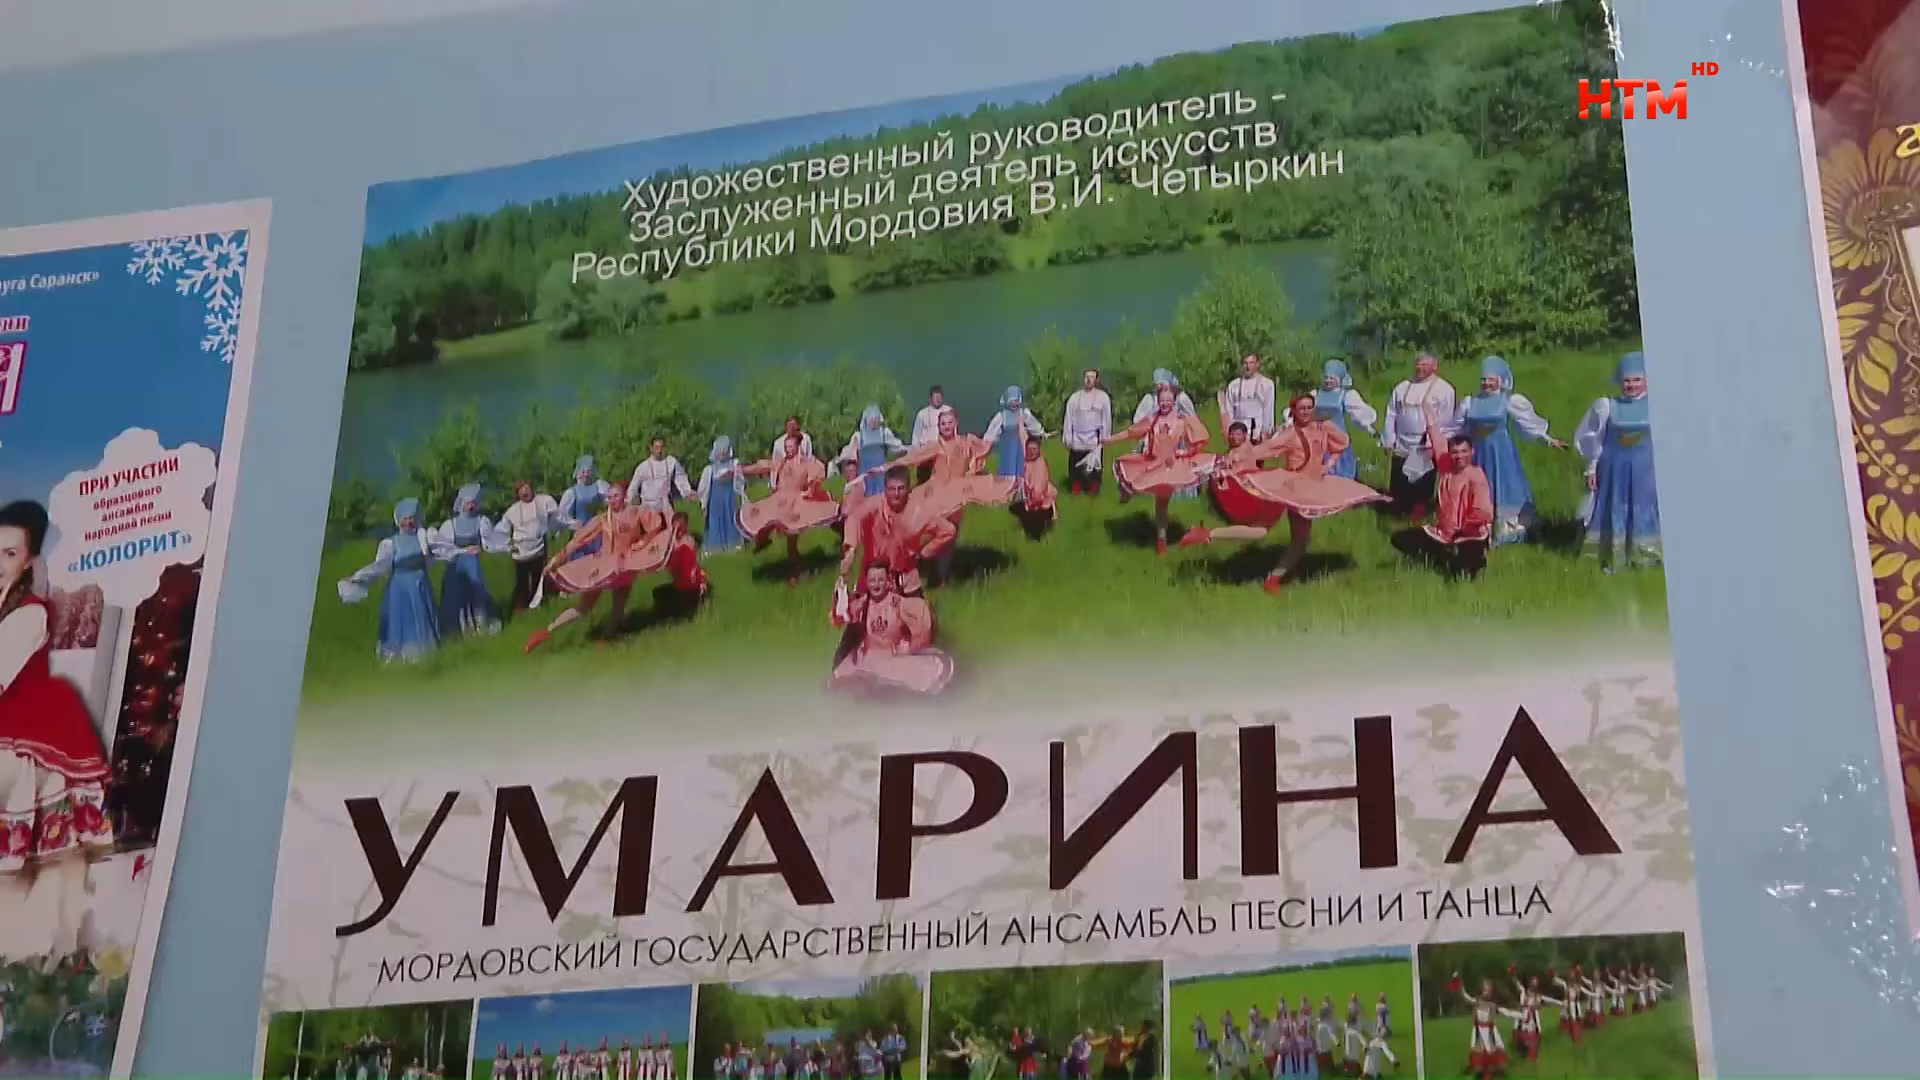 НТМ HD
Художественный руководитель -
Заслуженный деятель искусств
Республики Мордовия В.И. Четыркин
Саранск»
ПРИ УЧАСТИИ
образцового
ансамбля
народной песни
«КОЛОРИТ»
УМАРИНА
МОРДОВСКИЙ ГОСУДАРСТВЕННЫЙ АНСАМБЛЬ ПЕСНИ И ТАНЦА